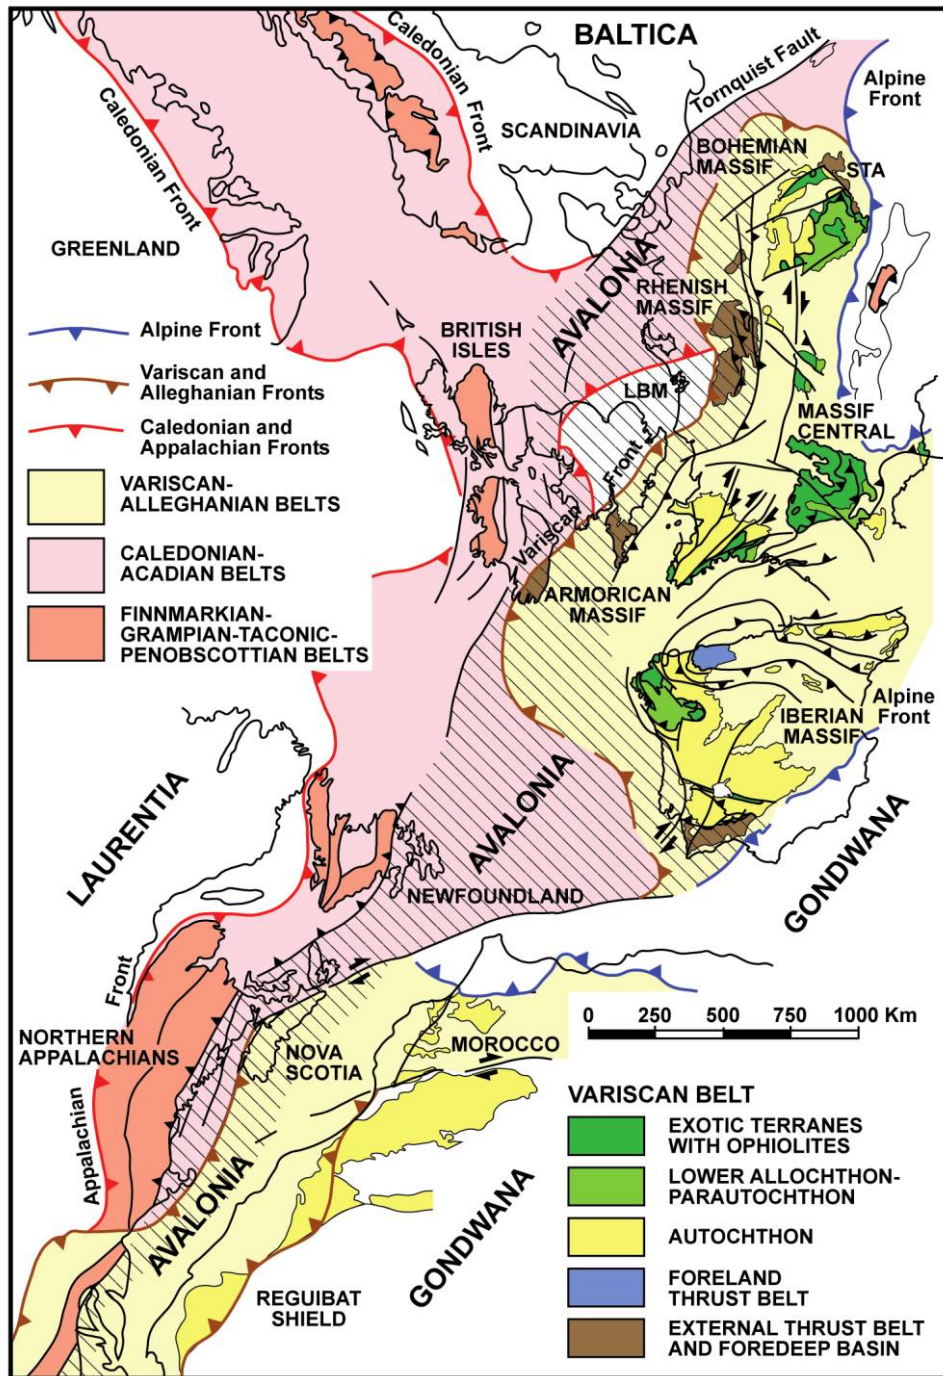 BALTICA
Caledonian Front
Caledonian Front
Tornquist Fault
Alpine
Front
SCANDINAVIA
BOHEMIAN
MASSIF
STA
GREENLAND
AVALONIA
RHENISH
MASSIF
BRITISH
ISLES
LBM
MASSIF
CENTRAL
Variscan Front
ARMORICAN
MASSIF
Alpine Front
Variscan and
Alleghanian Fronts
Caledonian and
Appalachian Fronts
VARISCAN-
ALLEGHANIAN BELTS
CALEDONIAN-
ACADIAN BELTS
FINNMARKIAN-
GRAMPIAN-TACONIC-
PENOBSCOTTIAN BELTS
IBERIAN
MASSIF
Alpine
Front
LAURENTIA
AVALONIA
GONDWANA
NEWFOUNDLAND
Appalachian Front
NORTHERN
APPALACHIANS
NOVA
SCOTIA
MOROCCO
AVALONIA
GONDWANA
REGUIBAT
SHIELD
0 250 500 750 1000 Km
VARISCAN BELT
EXOTIC TERRANES
WITH OPHIOLITES
LOWER ALLOCHTHON-
PARAUTOCHTHON
AUTOCHTHON
FORELAND
THRUST BELT
EXTERNAL THRUST BELT
AND FOREDEEP BASIN